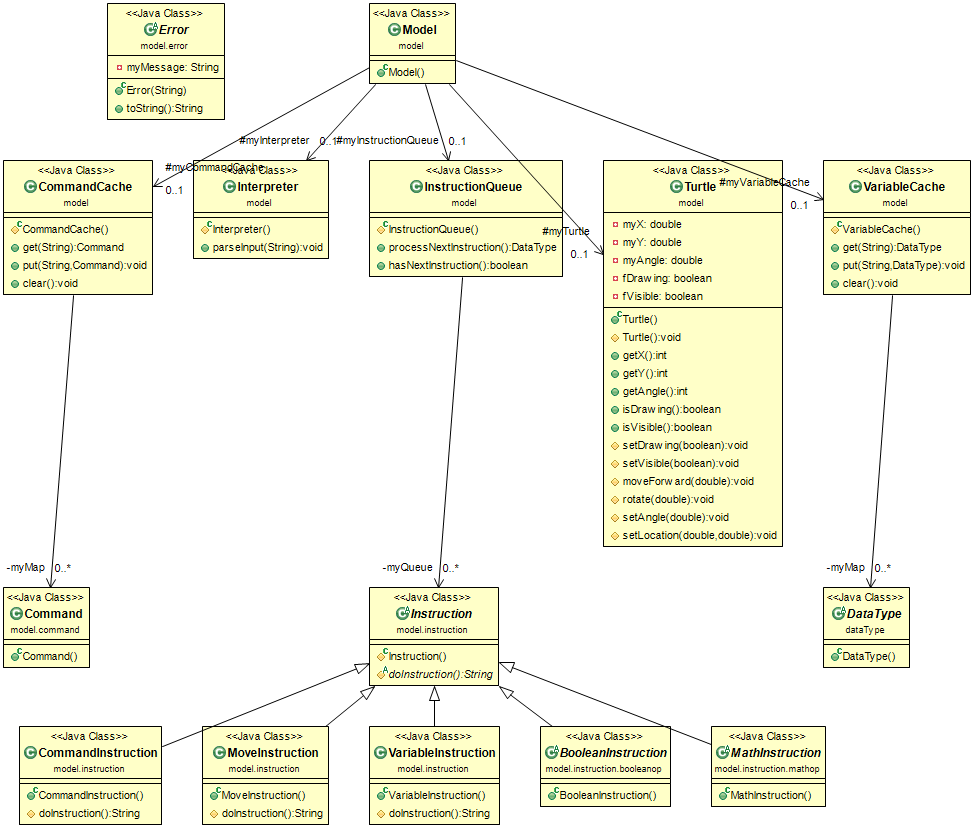 <<Java Class>>
Error
model.error
myMessage: String
Error(String)
toString():String
<<Java Class>>
Model
model
Model()
#myInterpreter 0..1
#myInstructionQueue 0..1
#myCommandCache
0..1
#myTurtle
0..1
#myVariableCache
0..1
<<Java Class>>
CommandCache
model
CommandCache()
get(String):Command
put(String,Command):void
clear():void
<<Java Class>>
Interpreter
model
Interpreter()
parseInput(String):void
<<Java Class>>
InstructionQueue
model
InstructionQueue()
processNextInstruction():DataType
hasNextInstruction():boolean
<<Java Class>>
Turtle
model
myX: double
myY: double
myAngle: double
fDrawing: boolean
fVisible: boolean
Turtle()
Turtle():void
getX():int
getY():int
getAngle():int
isDrawing():boolean
isVisible():boolean
setDrawing(boolean):void
setVisible(boolean):void
moveForward(double):void
rotate(double):void
setAngle(double):void
setLocation(double,double):void
<<Java Class>>
VariableCache
model
VariableCache()
get(String):DataType
put(String,DataType):void
clear():void
-myMap 0..*
-myQueue 0..*
-myMap 0..*
<<Java Class>>
Command
model.command
Command()
<<Java Class>>
Instruction
model.instruction
Instruction()
doInstruction():String
<<Java Class>>
DataType
dataType
DataType()
<<Java Class>>
CommandInstruction
model.instruction
CommandInstruction()
doInstruction():String
<<Java Class>>
MoveInstruction
model.instruction
MoveInstruction()
doInstruction():String
<<Java Class>>
VariableInstruction
model.instruction
VariableInstruction()
doInstruction():String
<<Java Class>>
BooleanInstruction
model.instruction.booleanop
BooleanInstruction()
<<Java Class>>
MathInstruction
model.instruction.mathop
MathInstruction()